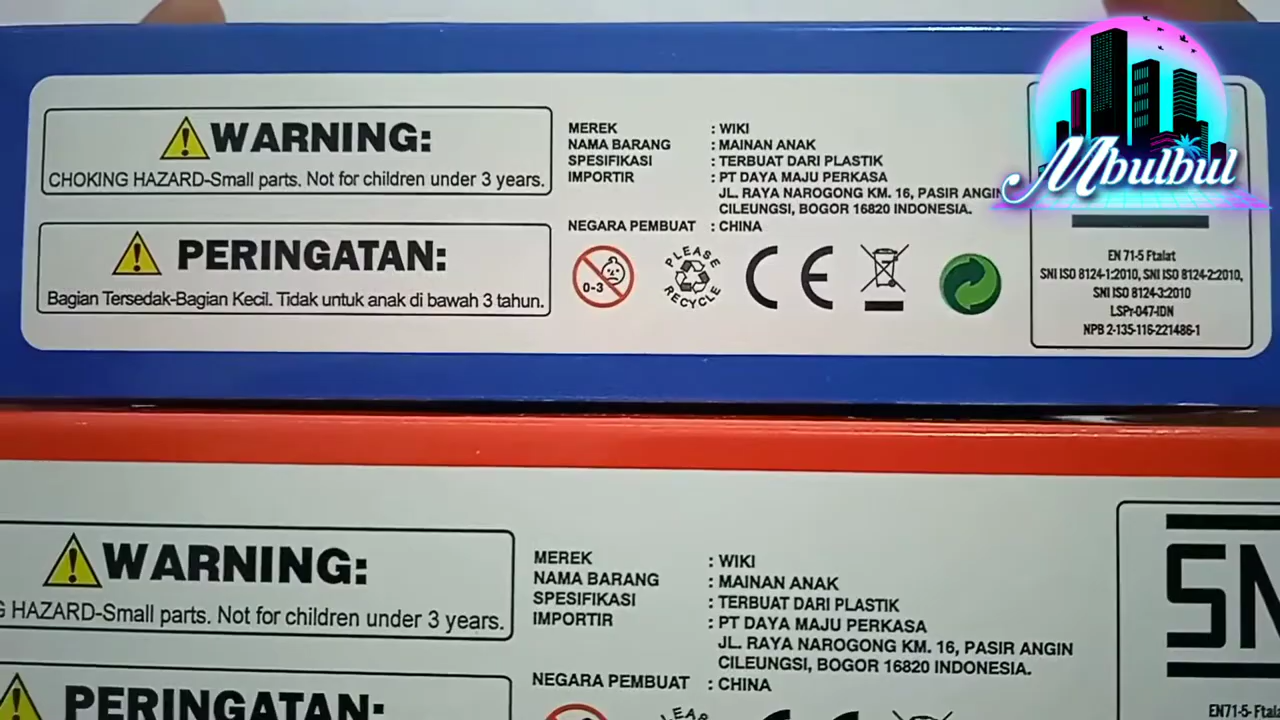 WARNING:
CHOKING HAZARD-Small parts. Not for children under 3 years.
PERINGATAN:
Bagian Tersedak-Bagian Kecil. Tidak untuk anak di bawah 3 tahun.
MEREK : WIKI
NAMA BARANG : MAINAN ANAK
SPESIFIKASI : TERBUAT DARI PLASTIK
IMPORTIR : PT DAYA MAJU PERKASA
JL. RAYA NAROGONG KM. 16, PASIR ANGIN
CILEUNGSI, BOGOR 16820 INDONESIA.
NEGARA PEMBUAT : CHINA
0-3
PLEASE
RECYCLE
CE
Mbulbul
EN 71-5 Ftalat
SNI ISO 8124-1:2010, SNI ISO 8124-2:2010,
SNI ISO 8124-3:2010
LSPr-047-IDN
NPB 2-135-116-221486-1
WARNING:
HAZARD-Small parts. Not for children under 3 years.
PERINGATAN:
MEREK : WIKI
NAMA BARANG : MAINAN ANAK
SPESIFIKASI : TERBUAT DARI PLASTIK
IMPORTIR : PT DAYA MAJU PERKASA
JL. RAYA NAROGONG KM. 16, PASIR ANGIN
CILEUNGSI, BOGOR 16820 INDONESIA.
NEGARA PEMBUAT : CHINA
SN